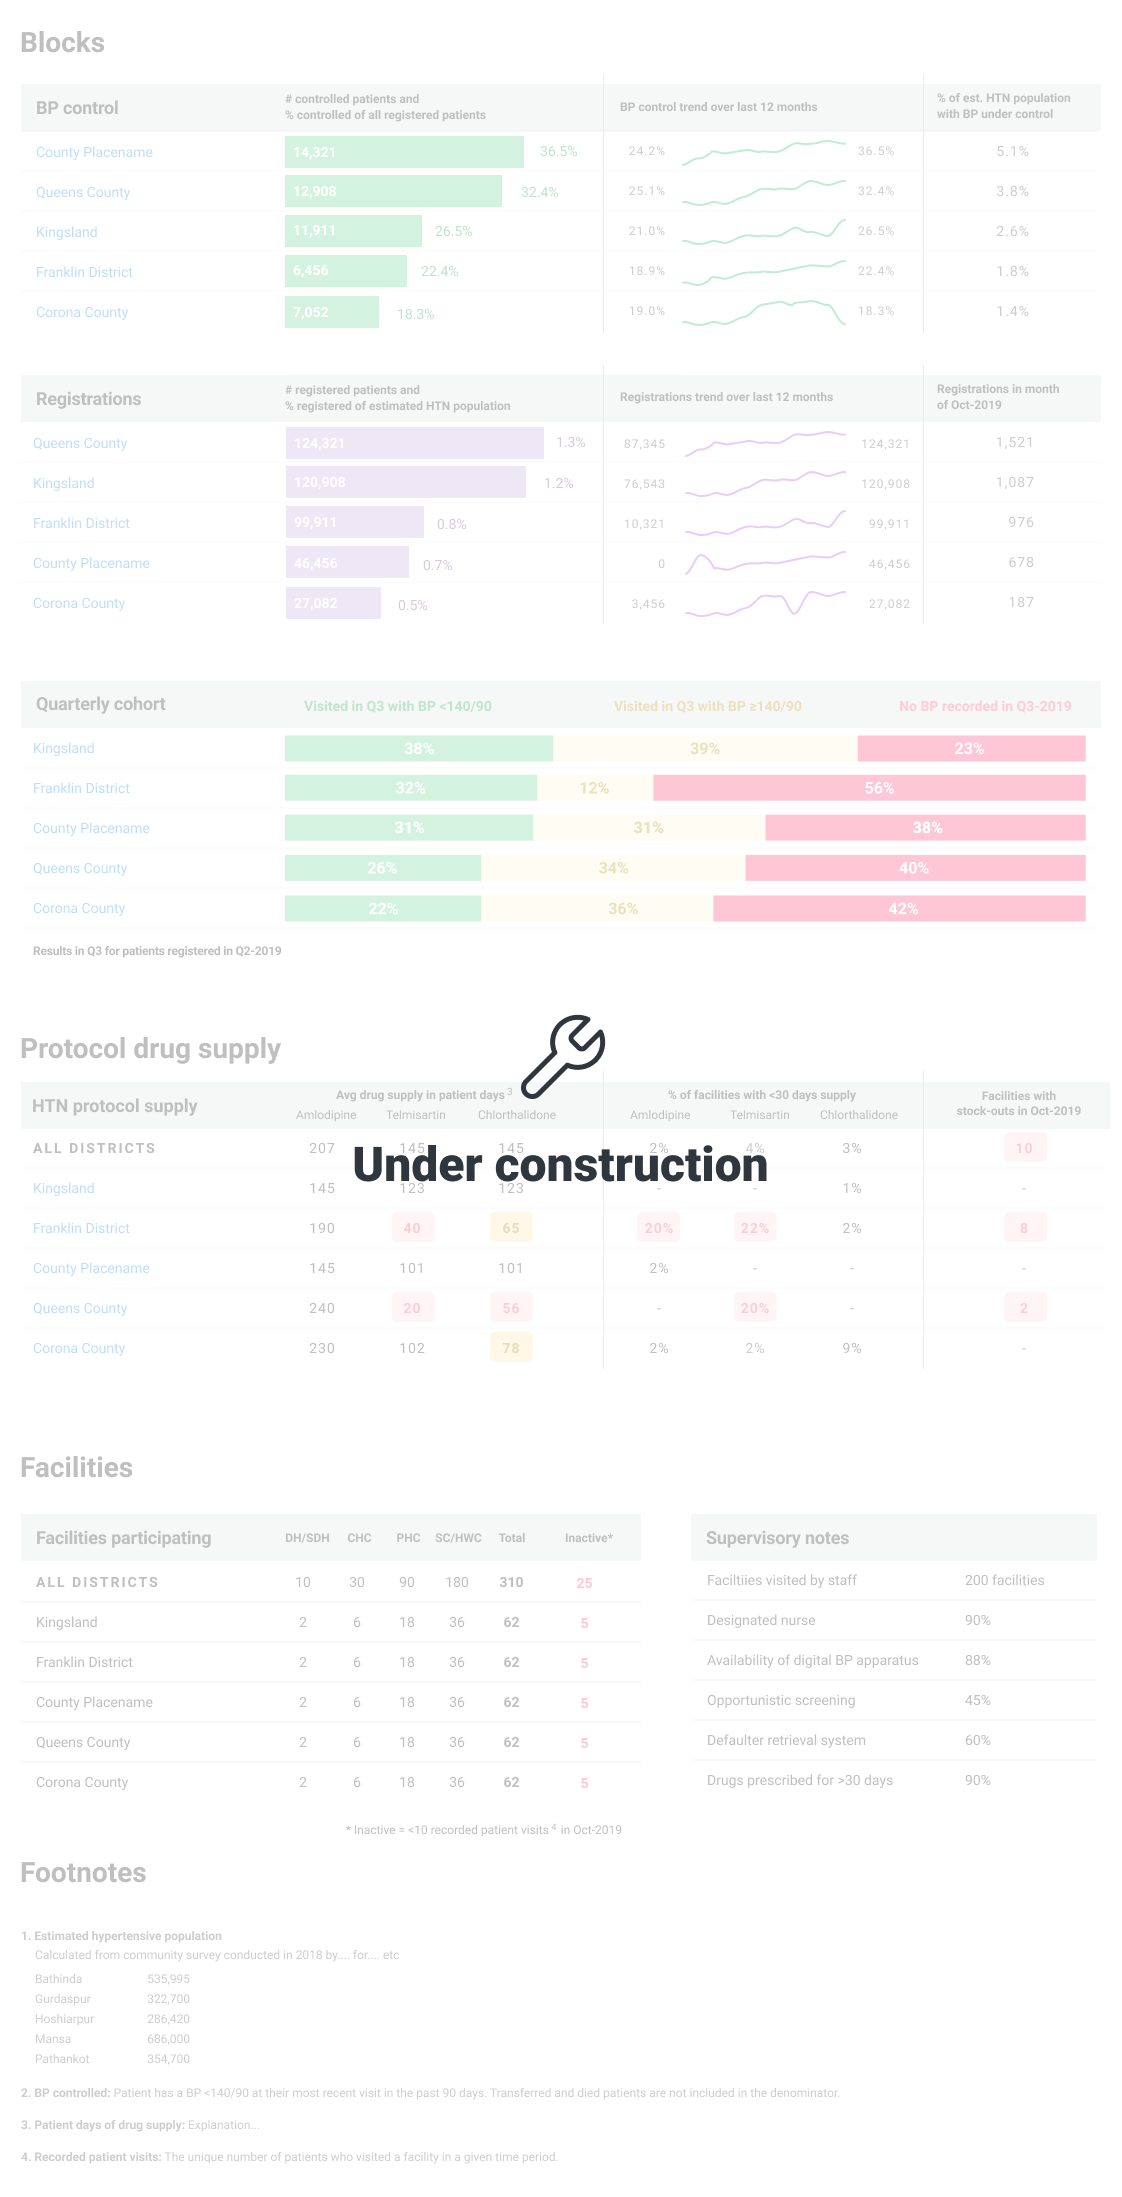 Blocks
BP control # controlled patients and % controlled of all registered patients BP control trend over last 12 months % of est. HTN population with BP under control
County Placename 14,321 36.5% 24.2% 36.5% 5.1%
Queens County 12,908 32.4% 25.1% 32.4% 3.8%
Kingsland 11,911 26.5% 21.0% 26.5% 2.6%
Franklin District 6,456 22.4% 18.9% 22.4% 1.8%
Corona County 7,052 18.3% 19.0% 18.3% 1.4%
Registrations # registered patients and % registered of estimated HTN population Registrations trend over last 12 months Registrations in month of Oct-2019
Queens County 124,321 1.3% 87,345 124,321 1,521
Kingsland 120,908 1.2% 76,543 120,908 1,087
Franklin District 99,911 0.8% 10,321 99,911 976
County Placename 46,456 0.7% 0 46,456 678
Corona County 27,082 0.5% 3,456 27,082 187
Quarterly cohort Visited in Q3 with BP <140/90 Visited in Q3 with BP ≥140/90 No BP recorded in Q3-2019
Kingsland 38% 39% 23%
Franklin District 32% 12% 56%
County Placename 31% 31% 38%
Queens County 26% 34% 40%
Corona County 22% 36% 42%
Results in Q3 for patients registered in Q2-2019
Protocol drug supply
HTN protocol supply Avg drug supply in patient days 3 % of facilities with <30 days supply Facilities with stock-outs in Oct-2019
Amlodipine Telmisartin Chlorthalidone Amlodipine Telmisartin Chlorthalidone
ALL DISTRICTS 207 145 145 2% 4% 3% 10
Under construction
Kingsland 145 123 123 - - 1% -
Franklin District 190 40 65 20% 22% 2% 8
County Placename 145 101 101 2% - - -
Queens County 240 20 56 - 20% - 2
Corona County 230 102 78 2% 2% 9% -
Facilities
Facilities participating DH/SDH CHC PHC SC/HWC Total Inactive*
ALL DISTRICTS 10 30 90 180 310 25
Kingsland 2 6 18 36 62 5
Franklin District 2 6 18 36 62 5
County Placename 2 6 18 36 62 5
Queens County 2 6 18 36 62 5
Corona County 2 6 18 36 62 5
* Inactive = <10 recorded patient visits 4 in Oct-2019
Supervisory notes
Faciltiies visited by staff 200 facilities
Designated nurse 90%
Availability of digital BP apparatus 88%
Opportunistic screening 45%
Defaulter retrieval system 60%
Drugs prescribed for >30 days 90%
Footnotes
1. Estimated hypertensive population
Calculated from community survey conducted in 2018 by.... for.... etc
Bathinda 535,995
Gurdaspur 322,700
Hoshiarpur 286,420
Mansa 686,000
Pathankot 354,700
2. BP controlled: Patient has a BP <140/90 at their most recent visit in the past 90 days. Transferred and died patients are not included in the denominator.
3. Patient days of drug supply: Explanation...
4. Recorded patient visits: The unique number of patients who visited a facility in a given time period.